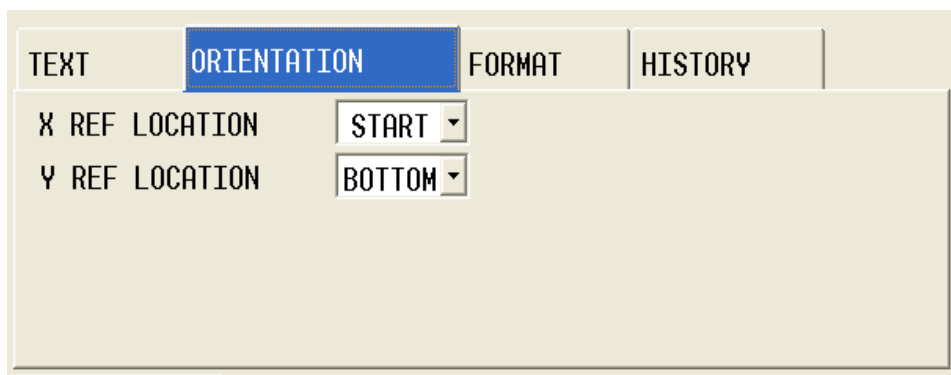 TEXT ORIENTATION FORMAT HISTORY
X REF LOCATION START
Y REF LOCATION BOTTOM